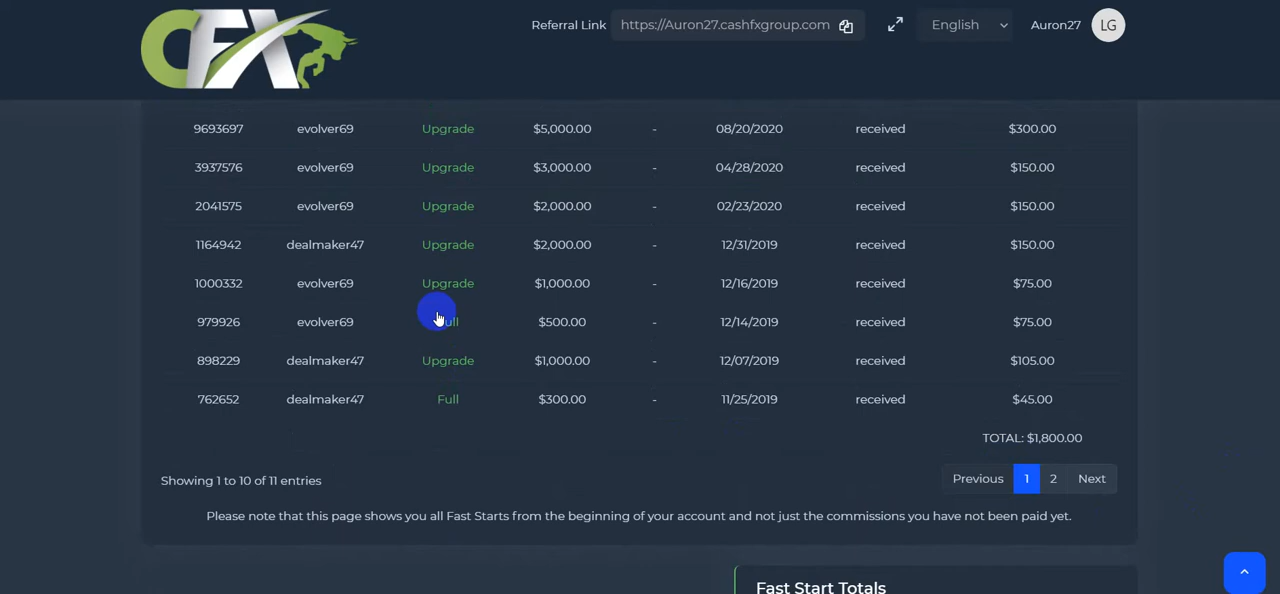 CFX
Referral Link https://Auron27.cashfxgroup.com English Auron27 LG
9693697 evolver69 Upgrade $5,000.00 - 08/20/2020 received $300.00
3937576 evolver69 Upgrade $3,000.00 - 04/28/2020 received $150.00
2041575 evolver69 Upgrade $2,000.00 - 02/23/2020 received $150.00
1164942 dealmaker47 Upgrade $2,000.00 - 12/31/2019 received $150.00
1000332 evolver69 Upgrade $1,000.00 - 12/16/2019 received $75.00
979926 evolver69 Full $500.00 - 12/14/2019 received $75.00
898229 dealmaker47 Upgrade $1,000.00 - 12/07/2019 received $105.00
762652 dealmaker47 Full $300.00 - 11/25/2019 received $45.00
TOTAL: $1,800.00
Showing 1 to 10 of 11 entries Previous 1 2 Next
Please note that this page shows you all Fast Starts from the beginning of your account and not just the commissions you have not been paid yet.
Fast Start Totals